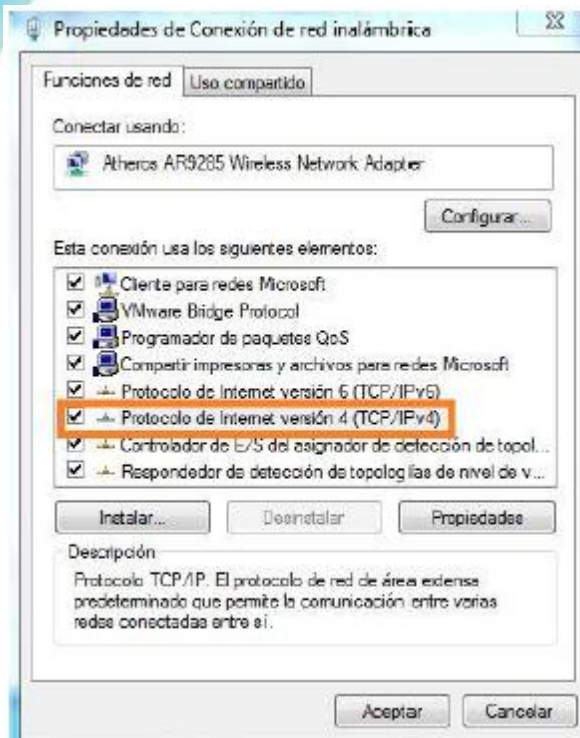 Propiedades de Conexión de red inalámbrica
Funciones de red
Uso compartido
Conectar usando:
Atheros AR9285 Wireless Network Adapter
Configurar...
Esta conexión usa los siguientes elementos:
Cliente para redes Microsoft
VMware Bridge Protocol
Programador de paquetes QoS
Compartir impresoras y archivos para redes Microsoft
Protocolo de Internet versión 6 (TCP/IPv6)
Protocolo de Internet versión 4 (TCP/IPv4)
Controlador de E/S del asignador de detección de topol...
Respondedor de detección de topologías de nivel de v...
Instalar...
Desinstalar
Propiedades
Descripción
Protocolo TCP/IP. El protocolo de red de área extensa
predeterminado que permite la comunicación entre varias
redes conectadas entre sí.
Aceptar
Cancelar